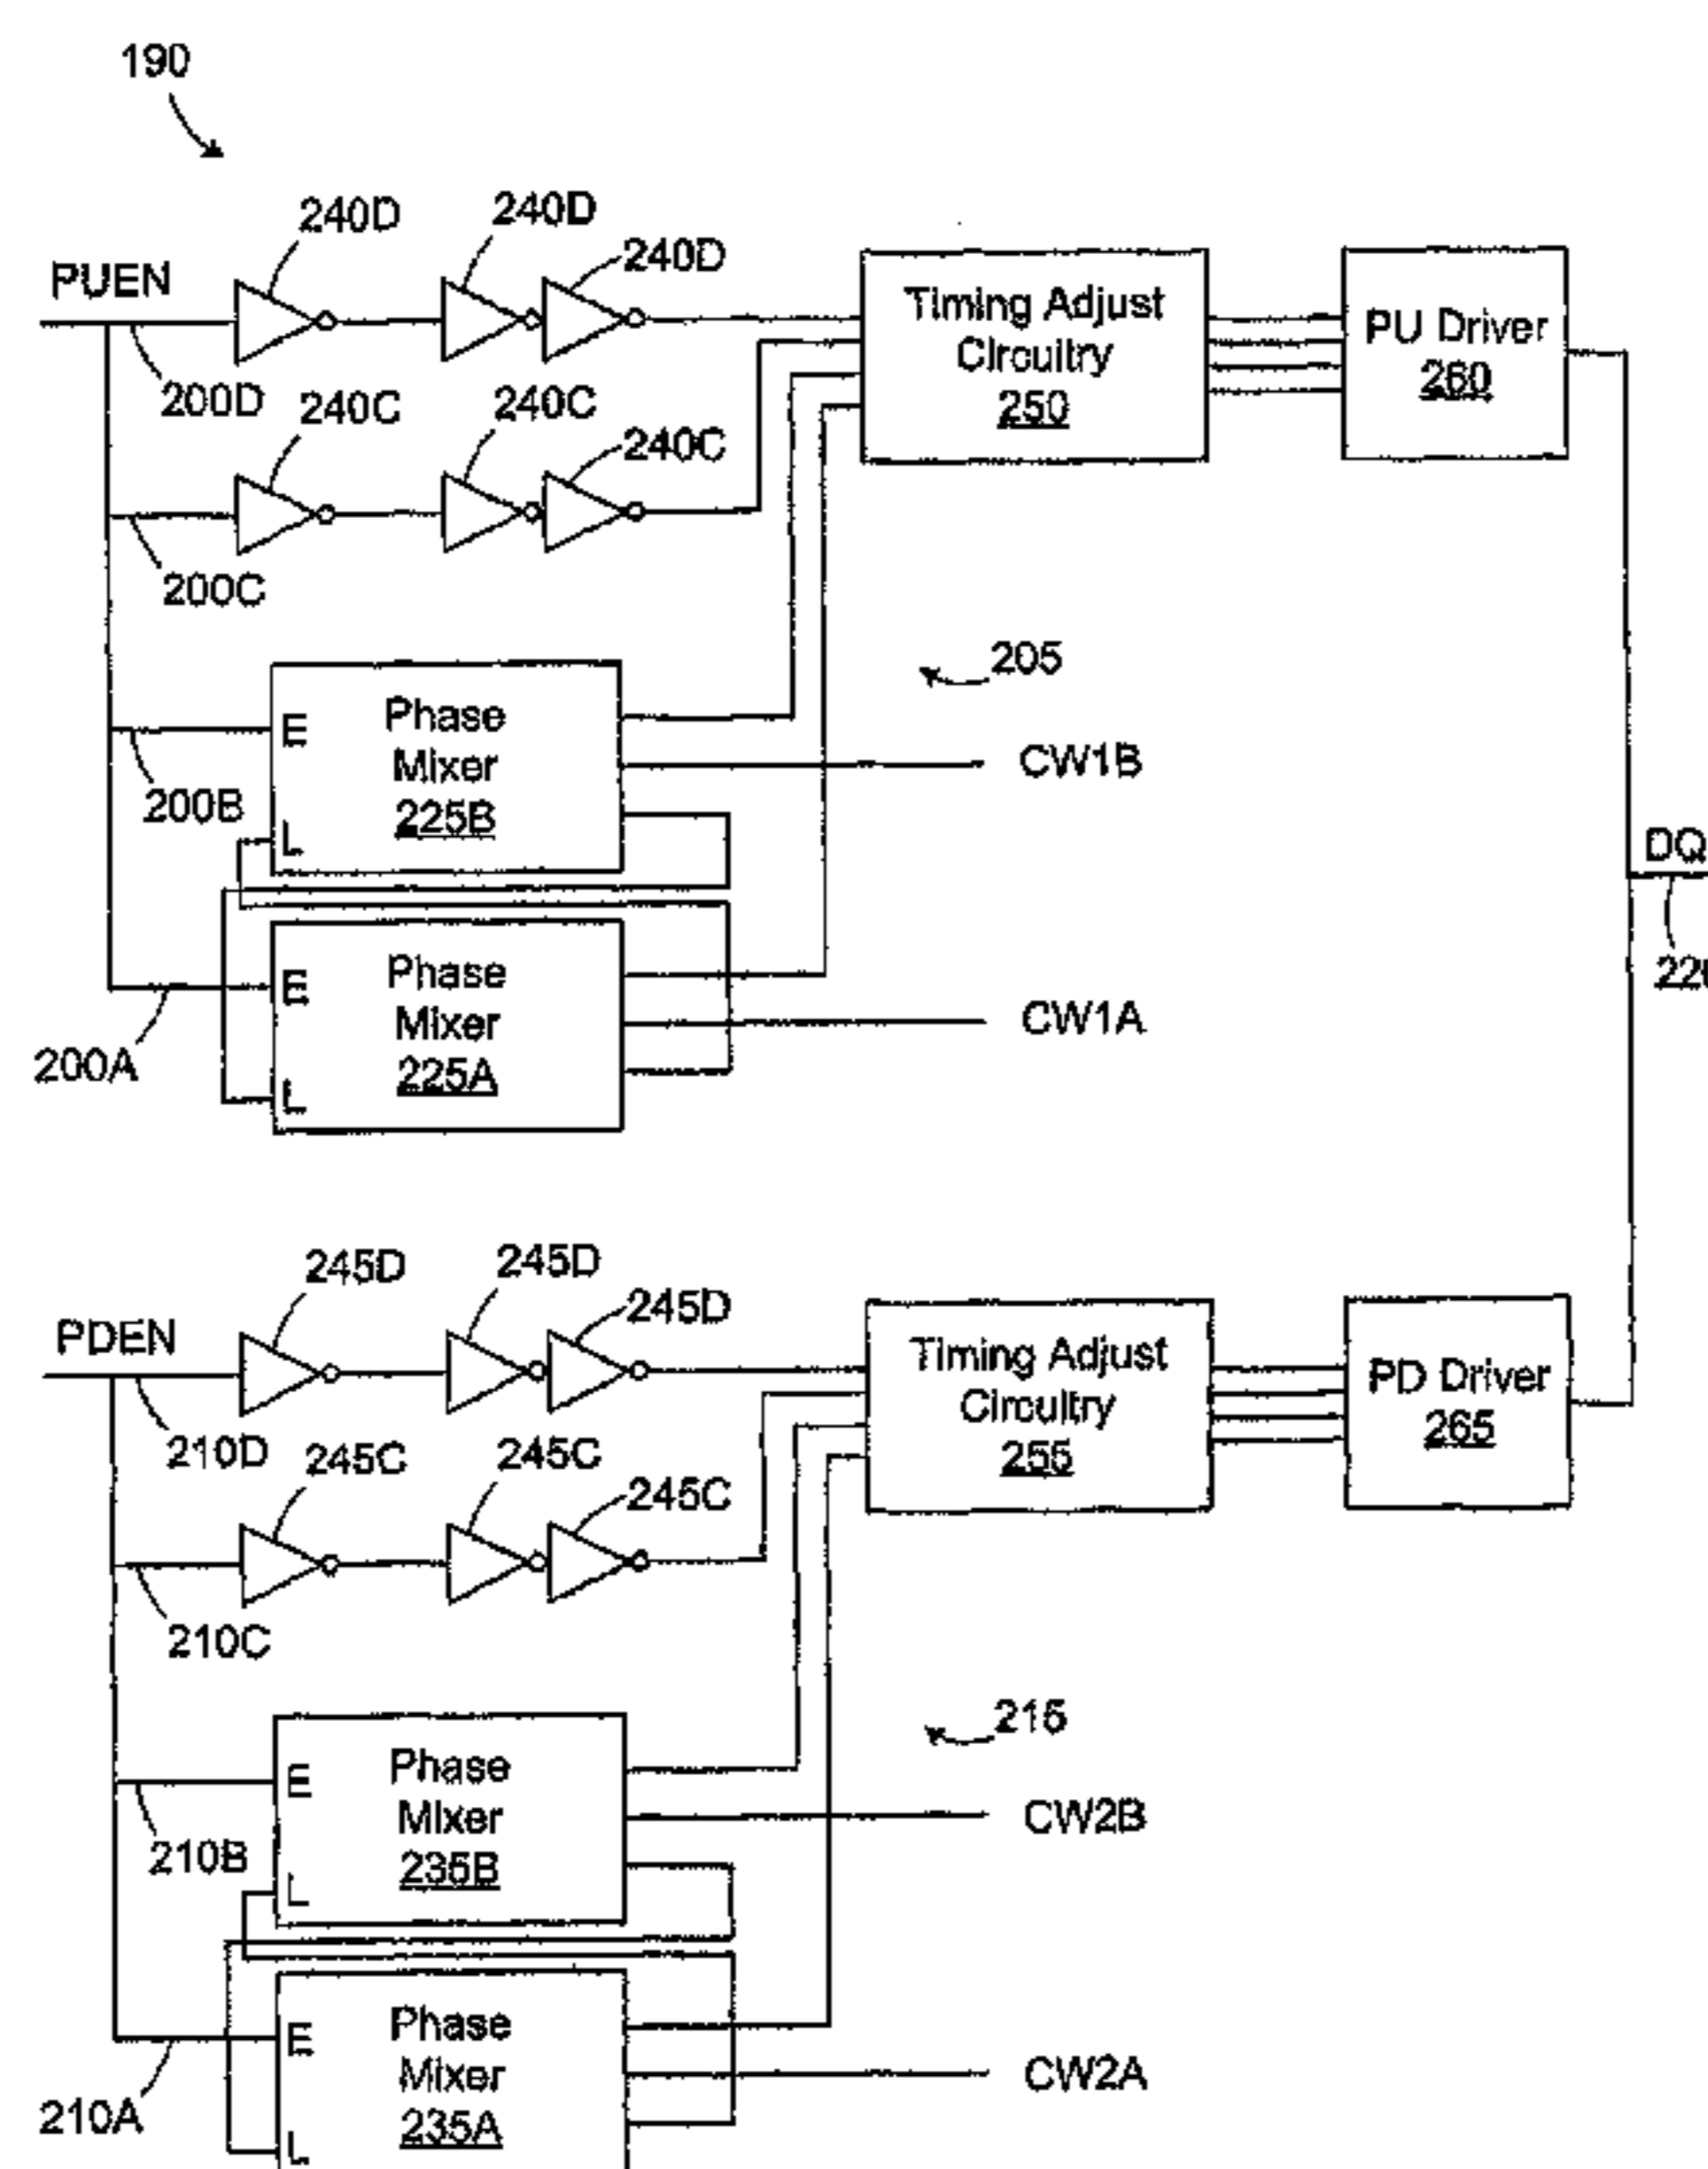 190
240D
240D
240D
PUEN
Timing Adjust
Circuitry
250
PU Driver
260
200D
240C
240C
240C
200C
205
Phase
Mixer
225B
E
L
CW1B
200B
DQ
Phase
Mixer
225A
E
L
CW1A
200A
245D
245D
245D
PDEN
Timing Adjust
Circuitry
255
PD Driver
265
210D
245C
245C
245C
210C
215
Phase
Mixer
235B
E
L
CW2B
210B
Phase
Mixer
235A
E
L
CW2A
210A